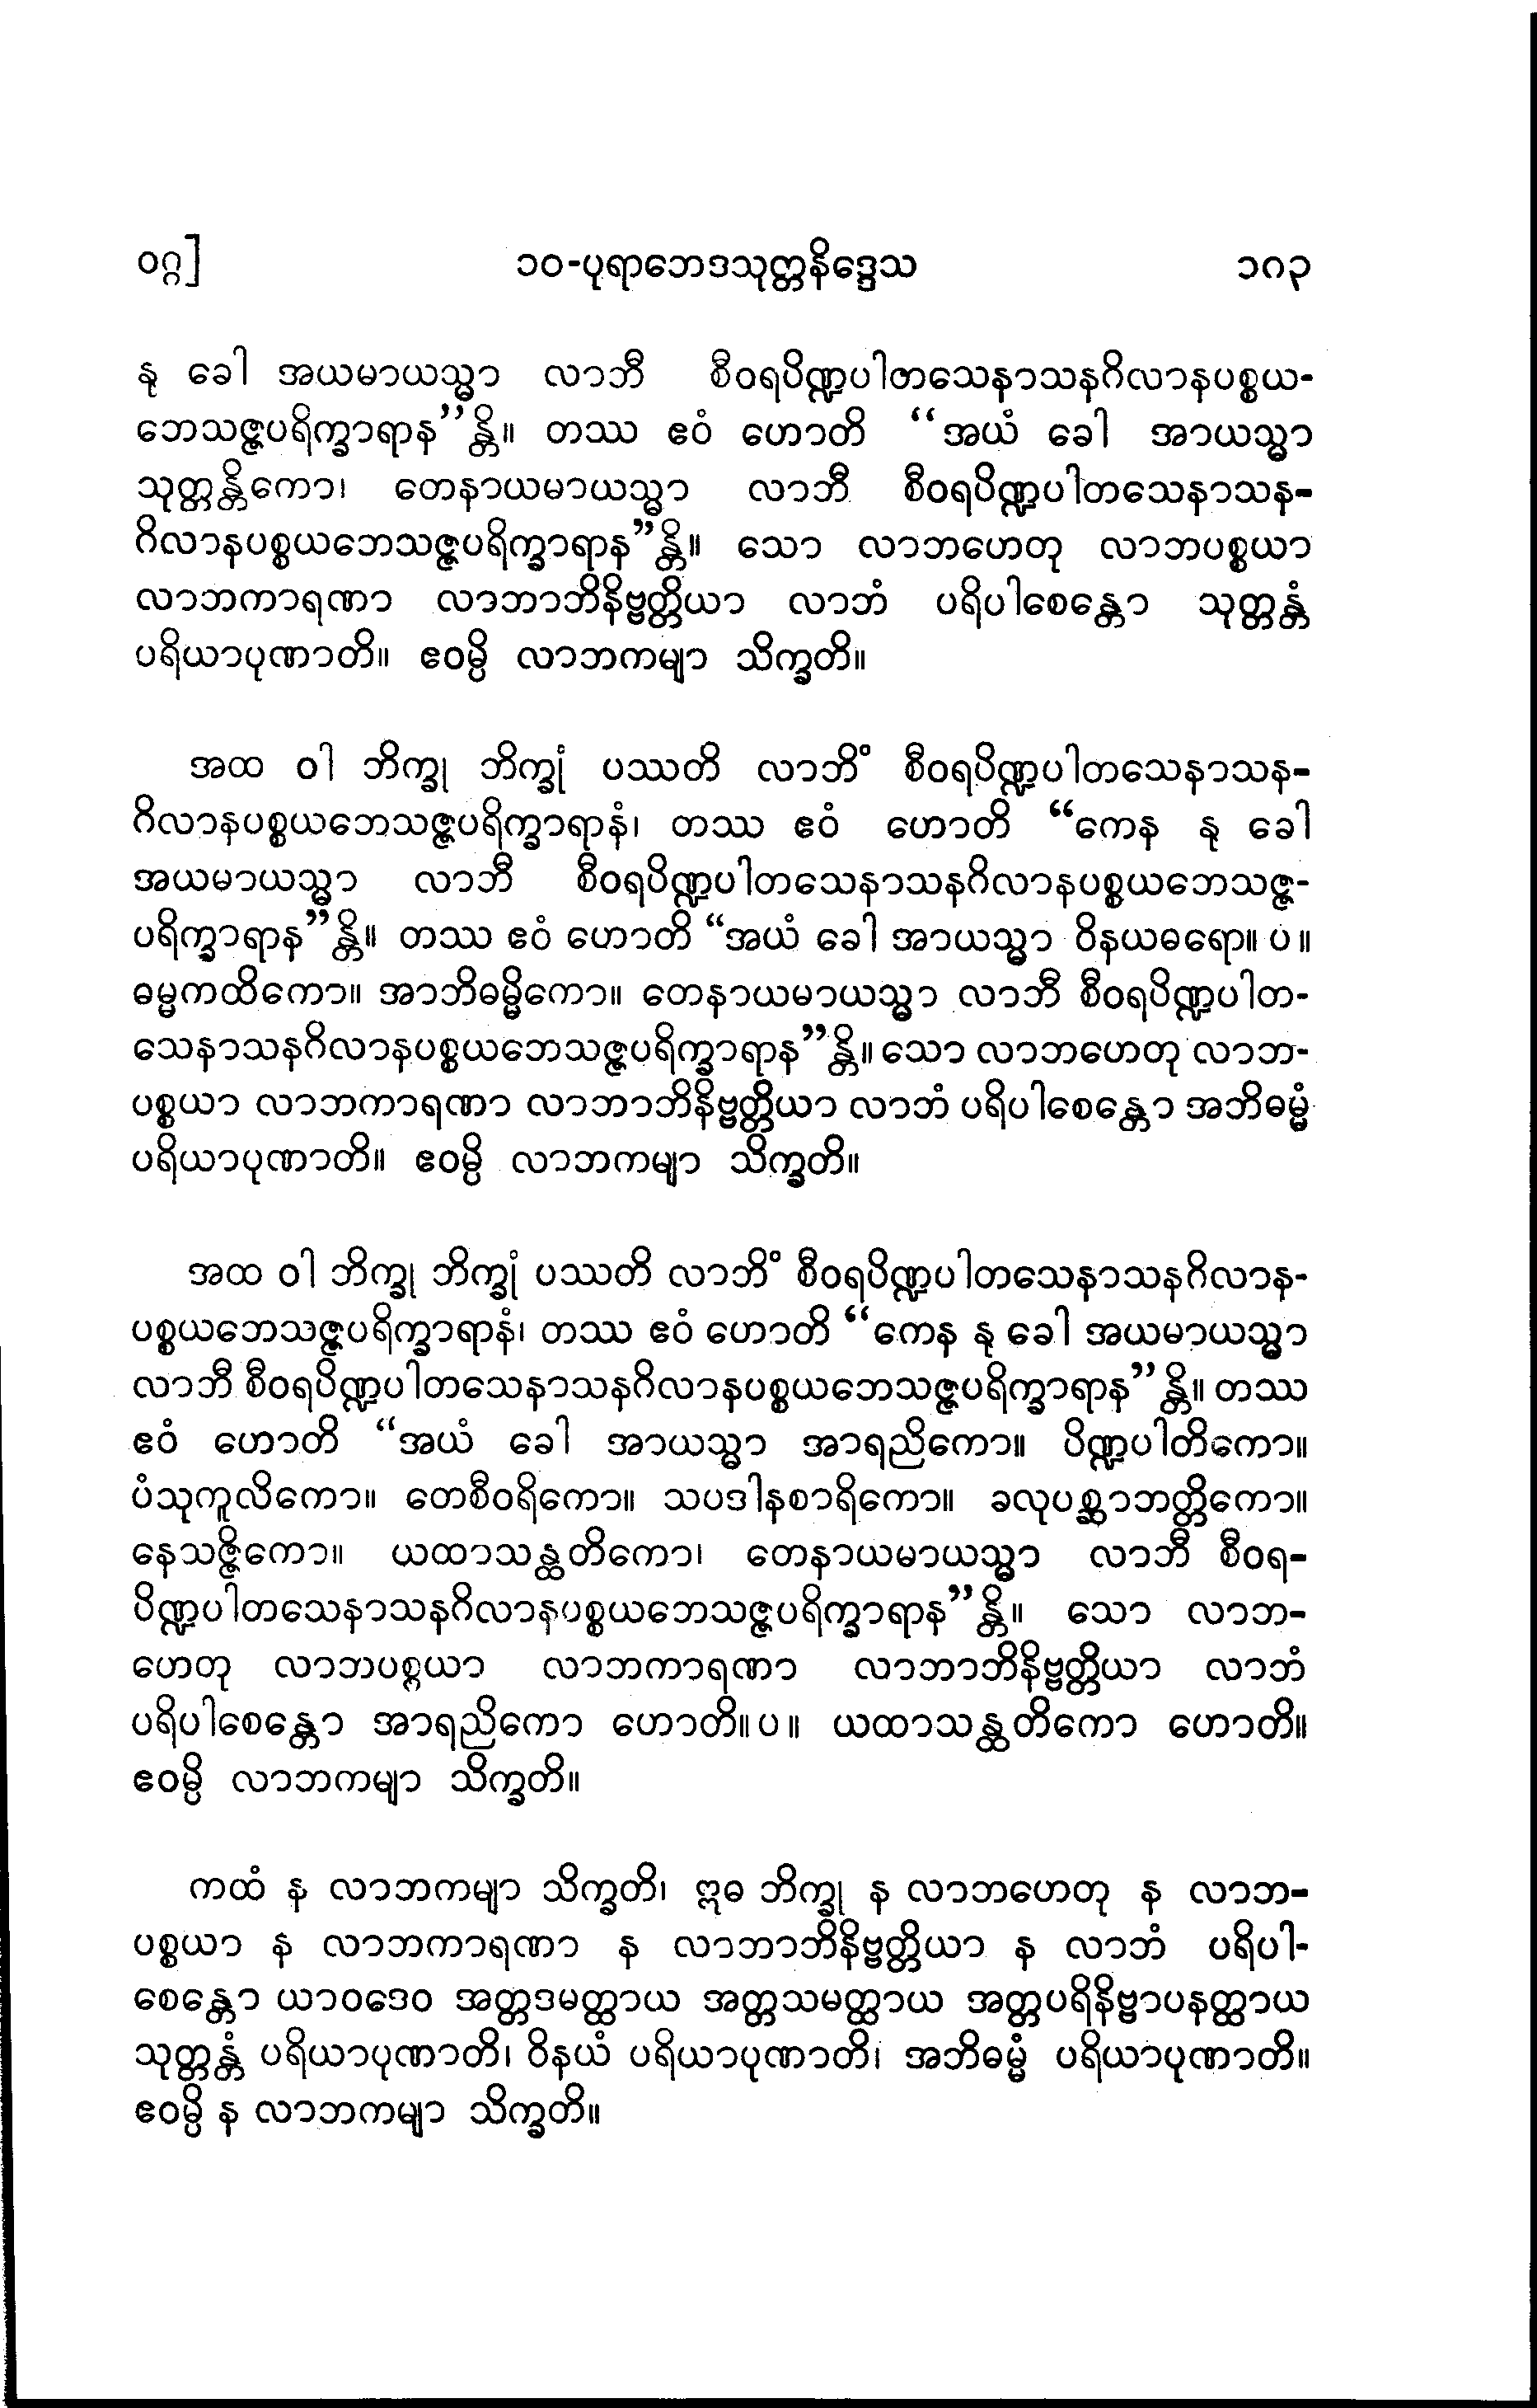 ဝဂ္ဂ] ၁၀-ပုရာဘေဒသုတ္တနိဒ္ဒေသ ၁၈၃
နု ခေါ အယမာယသ္မာ လာဘီ စီဝရပိဏ္ဍပါတသေနာသနဂိလာနပစ္စယ-
ဘေသဇ္ဇပရိက္ခာရာန”န္တိ။ တဿ ဧဝံ ဟောတိ “အယံ ခေါ အာယသ္မာ
သုတ္တန္တိကော၊ တေနာယမာယသ္မာ လာဘီ စီဝရပိဏ္ဍပါတသေနာသန-
ဂိလာနပစ္စယဘေသဇ္ဇပရိက္ခာရာန”န္တိ။ သော လာဘဟေတု လာဘပစ္စယာ
လာဘကာရဏာ လာဘာဘိနိဗ္ဗတ္တိယာ လာဘံ ပရိပါစေန္တော သုတ္တန္တံ
ပရိယာပုဏာတိ။ ဧဝမ္ပိ လာဘကမျာ သိက္ခတိ။
အထ ဝါ ဘိက္ခု ဘိက္ခုံ ပဿတိ လာဘိံ စီဝရပိဏ္ဍပါတသေနာသန-
ဂိလာနပစ္စယဘေသဇ္ဇပရိက္ခာရာနံ၊ တဿ ဧဝံ ဟောတိ “ကေန နု ခေါ
အယမာယသ္မာ လာဘီ စီဝရပိဏ္ဍပါတသေနာသနဂိလာနပစ္စယဘေသဇ္ဇ-
ပရိက္ခာရာန”န္တိ။ တဿ ဧဝံ ဟောတိ “အယံ ခေါ အာယသ္မာ ဝိနယဓရော။ ပ ။
ဓမ္မကထိကော။ အာဘိဓမ္မိကော။ တေနာယမာယသ္မာ လာဘီ စီဝရပိဏ္ဍပါတ-
သေနာသနဂိလာနပစ္စယဘေသဇ္ဇပရိက္ခာရာန”န္တိ။ သော လာဘဟေတု လာဘ-
ပစ္စယာ လာဘကာရဏာ လာဘာဘိနိဗ္ဗတ္တိယာ လာဘံ ပရိပါစေန္တော အဘိဓမ္မံ
ပရိယာပုဏာတိ။ ဧဝမ္ပိ လာဘကမျာ သိက္ခတိ။
အထ ဝါ ဘိက္ခု ဘိက္ခုံ ပဿတိ လာဘိံ စီဝရပိဏ္ဍပါတသေနာသနဂိလာန-
ပစ္စယဘေသဇ္ဇပရိက္ခာရာနံ၊ တဿ ဧဝံ ဟောတိ “ကေန နု ခေါ အယမာယသ္မာ
လာဘီ စီဝရပိဏ္ဍပါတသေနာသနဂိလာနပစ္စယဘေသဇ္ဇပရိက္ခာရာန”န္တိ။ တဿ
ဧဝံ ဟောတိ “အယံ ခေါ အာယသ္မာ အာရညိကော။ ပိဏ္ဍပါတိကော။
ပံသုကူလိကော။ တေစီဝရိကော။ သပဒါနစာရိကော။ ခလုပစ္ဆာဘတ္တိကော။
နေသဇ္ဇိကော။ ယထာသန္ထတိကော၊ တေနာယမာယသ္မာ လာဘီ စီဝရ-
ပိဏ္ဍပါတသေနာသနဂိလာနပစ္စယဘေသဇ္ဇပရိက္ခာရာန”န္တိ။ သော လာဘ-
ဟေတု လာဘပစ္စယာ လာဘကာရဏာ လာဘာဘိနိဗ္ဗတ္တိယာ လာဘံ
ပရိပါစေန္တော အာရညိကော ဟောတိ။ ပ ။ ယထာသန္ထတိကော ဟောတိ။
ဧဝမ္ပိ လာဘကမျာ သိက္ခတိ။
ကထံ န လာဘကမျာ သိက္ခတိ၊ ဣဓ ဘိက္ခု န လာဘဟေတု န လာဘ-
ပစ္စယာ န လာဘကာရဏာ န လာဘာဘိနိဗ္ဗတ္တိယာ န လာဘံ ပရိပါ-
စေန္တော ယာဝဒေဝ အတ္တဒမတ္ထာယ အတ္တသမတ္ထာယ အတ္တပရိနိဗ္ဗာပနတ္ထာယ
သုတ္တန္တံ ပရိယာပုဏာတိ၊ ဝိနယံ ပရိယာပုဏာတိ၊ အဘိဓမ္မံ ပရိယာပုဏာတိ။
ဧဝမ္ပိ န လာဘကမျာ သိက္ခတိ။